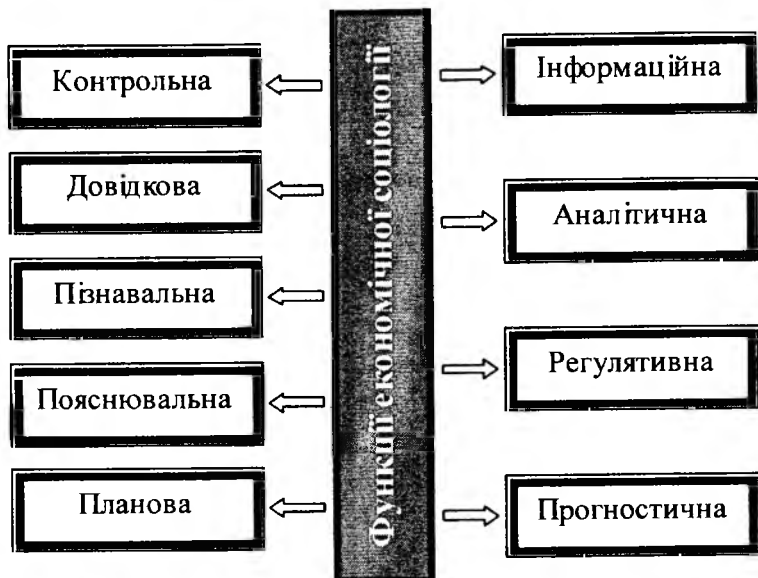 Контрольна
Довідкова
Пізнавальна
Пояснювальна
Планова
Функції економічної соціології
Інформаційна
Аналітична
Регулятивна
Прогностична